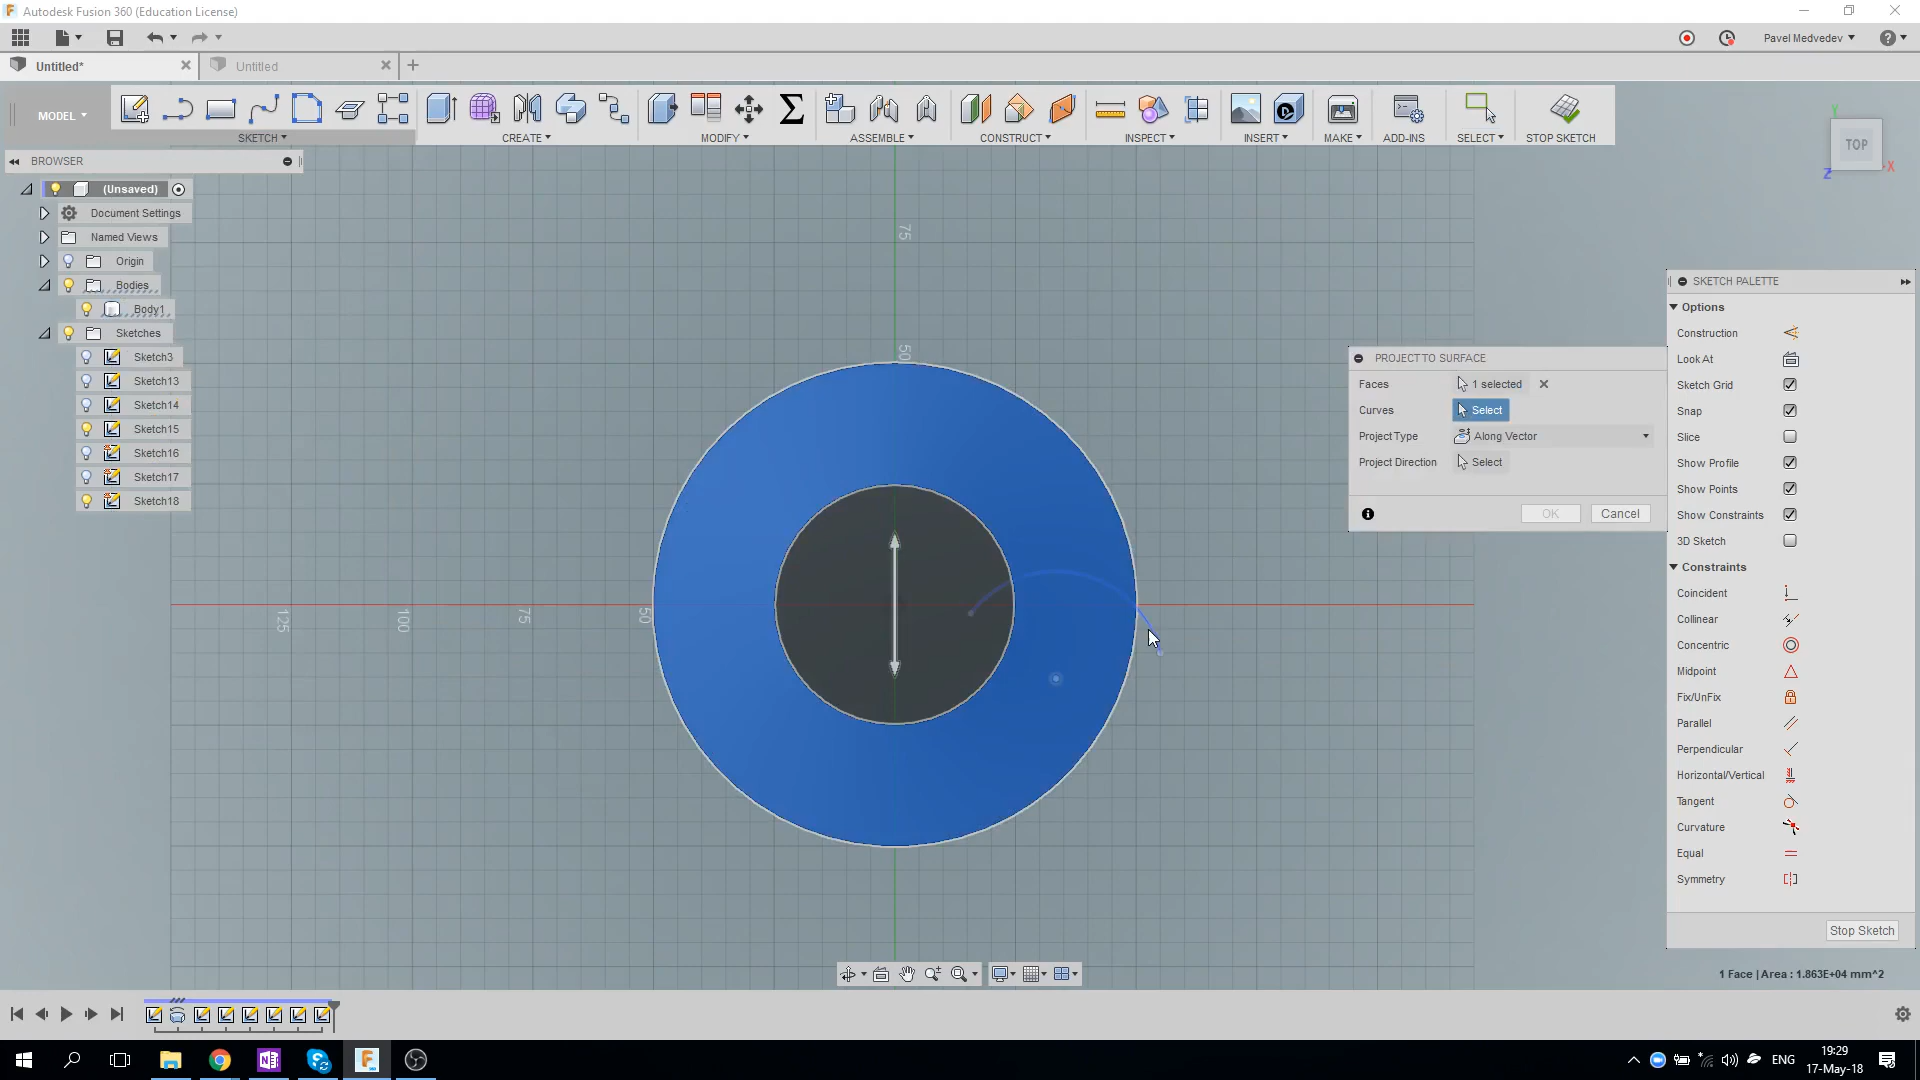 Autodesk Fusion 360 (Education License)
Pavel Medvedev
Untitled*
Untitled
MODEL
SKETCH
CREATE
MODIFY
ASSEMBLE
CONSTRUCT
INSPECT
INSERT
MAKE
ADD-INS
SELECT
STOP SKETCH
TOP
Y
X
Z
BROWSER
(Unsaved)
Document Settings
Named Views
Origin
Bodies
Body1
Sketches
Sketch3
Sketch13
Sketch14
Sketch15
Sketch16
Sketch17
Sketch18
75
50
125
100
75
50
PROJECT TO SURFACE
Faces 1 selected
Curves Select
Project Type Along Vector
Project Direction Select
OK Cancel
SKETCH PALETTE
Options
Construction
Look At
Sketch Grid
Snap
Slice
Show Profile
Show Points
Show Constraints
3D Sketch
Constraints
Coincident
Collinear
Concentric
Midpoint
Fix/UnFix
Parallel
Perpendicular
Horizontal/Vertical
Tangent
Curvature
Equal
Symmetry
Stop Sketch
1 Face | Area : 1.863E+04 mm^2
ENG
19:29
17-May-18